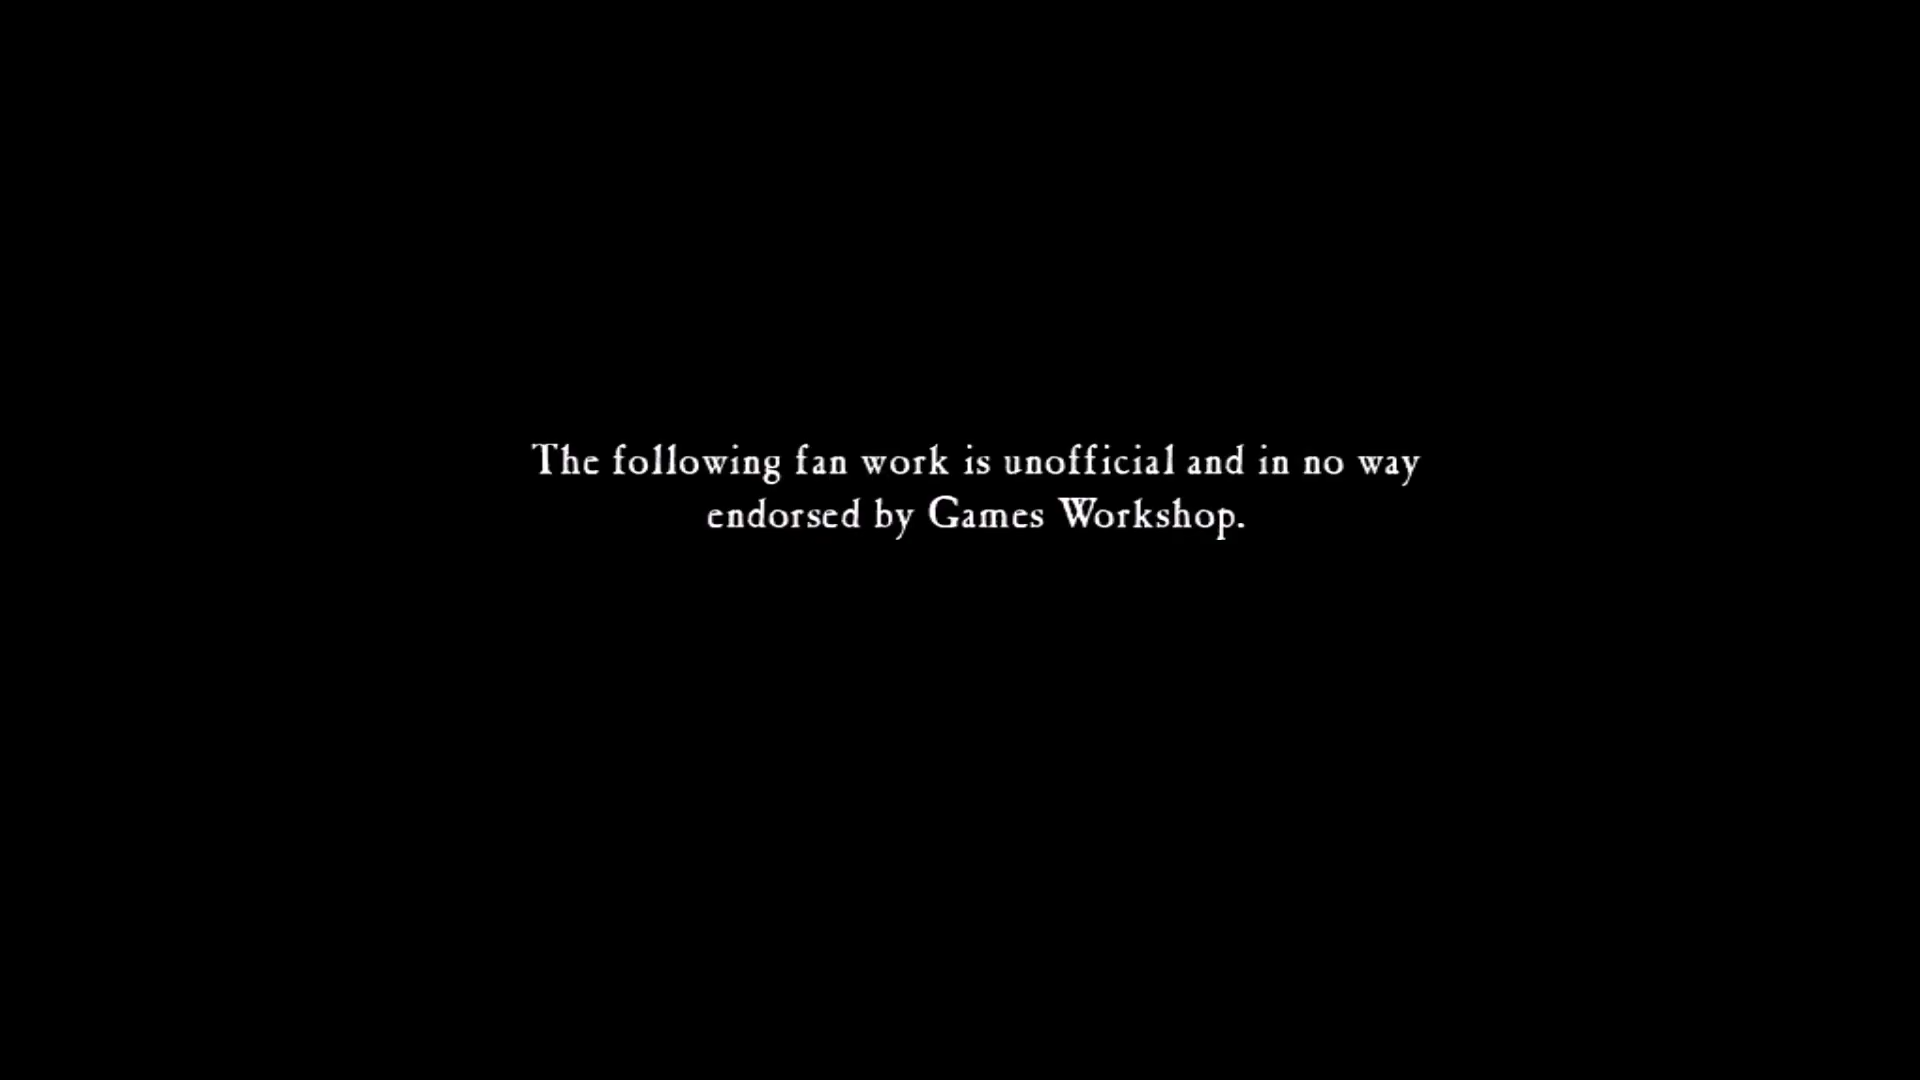 The following fan work is unofficial and in no way
endorsed by Games Workshop.